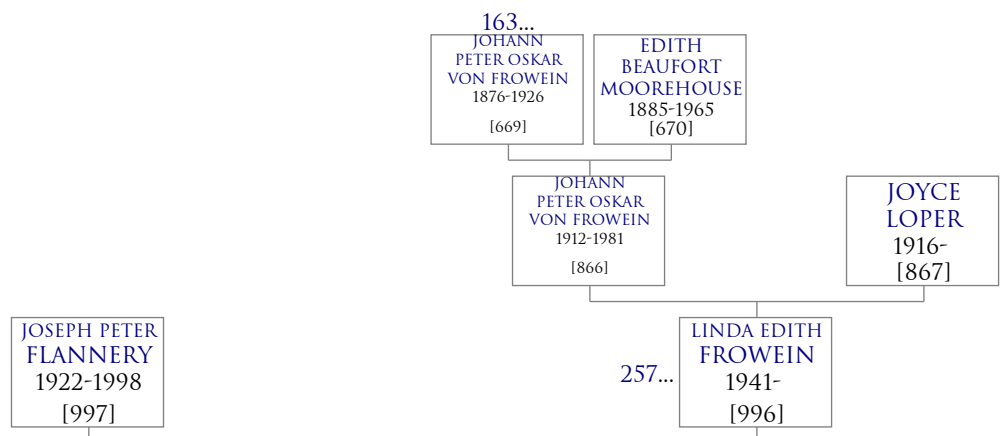 163...
JOHANN
PETER OSKAR
VON FROWEIN
1876-1926
[669]
EDITH
BEAUFORT
MOOREHOUSE
1885-1965
[670]
JOHANN
PETER OSKAR
VON FROWEIN
1912-1981
[866]
JOYCE
LOPER
1916-
[867]
JOSEPH PETER
FLANNERY
1922-1998
[997]
257...
LINDA EDITH
FROWEIN
1941-
[996]